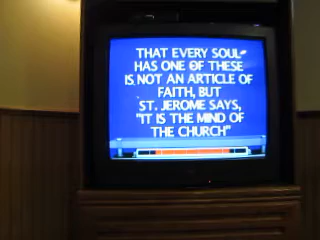 THAT EVERY SOUL
HAS ONE OF THESE
IS NOT AN ARTICLE OF
FAITH, BUT
ST. JEROME SAYS,
"IT IS THE MIND OF
THE CHURCH"